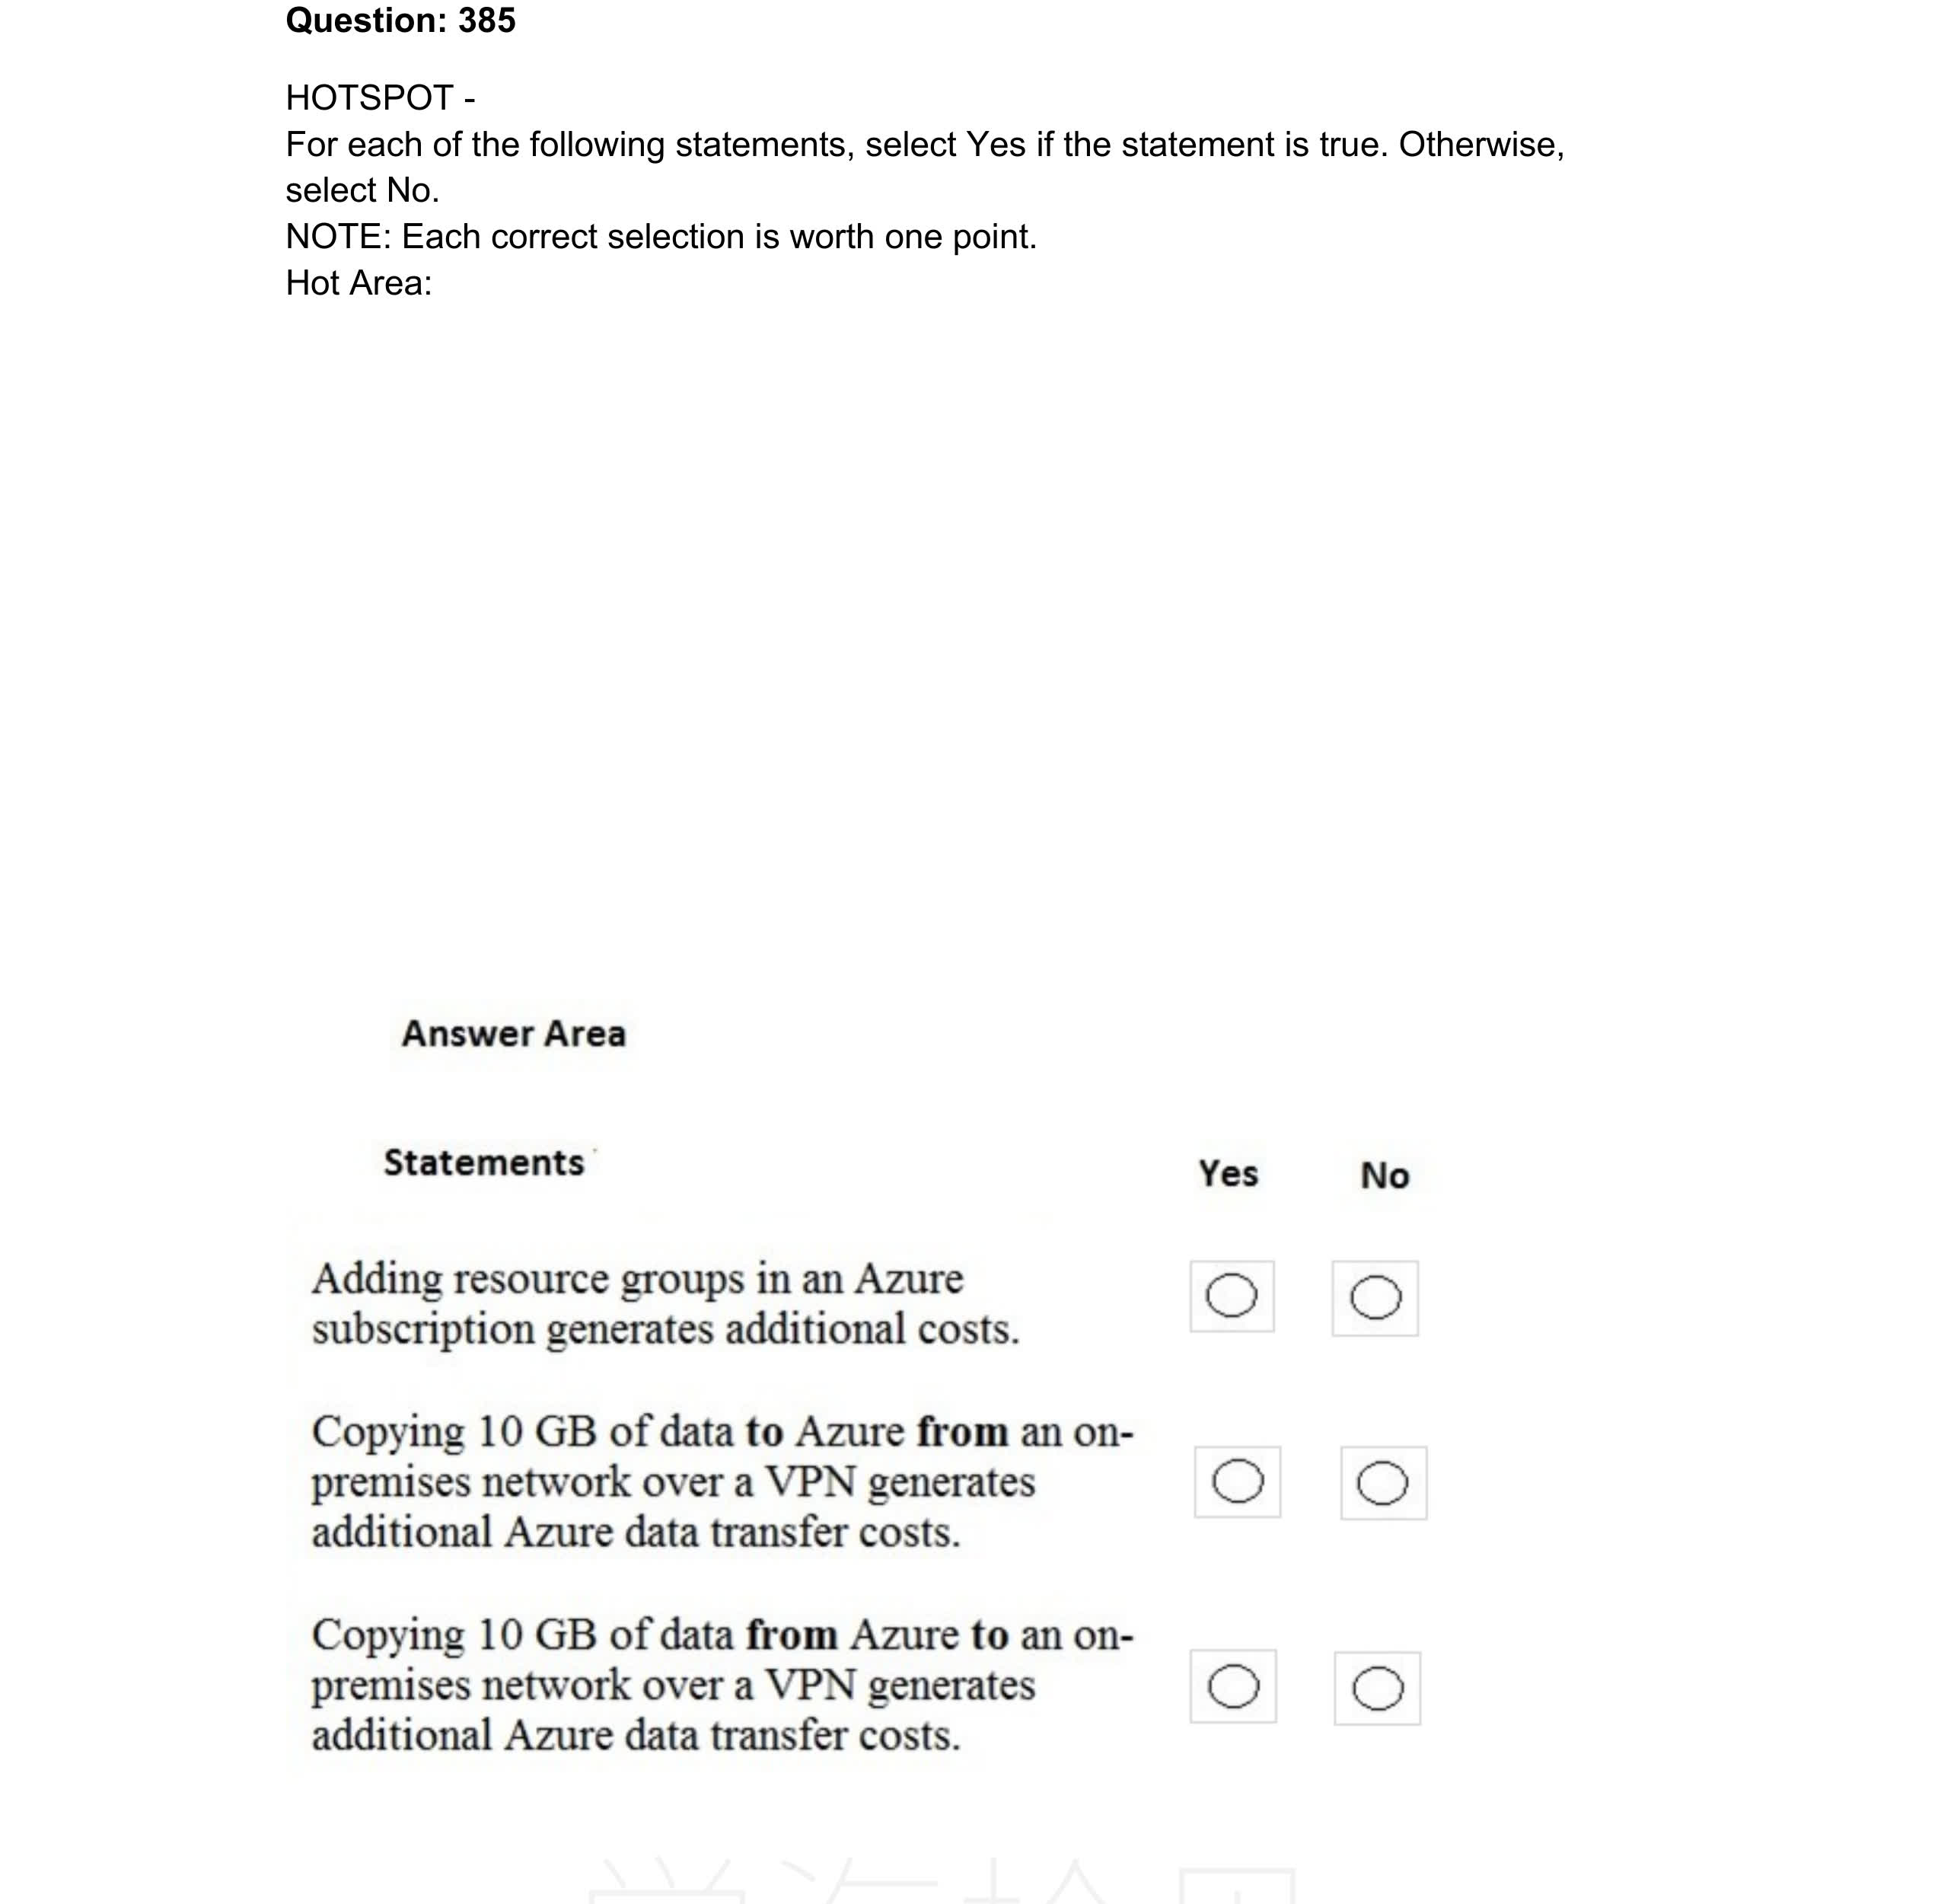 Question: 385
HOTSPOT -
For each of the following statements, select Yes if the statement is true. Otherwise,
select No.
NOTE: Each correct selection is worth one point.
Hot Area:
Answer Area
Statements Yes No
Adding resource groups in an Azure
subscription generates additional costs.
Copying 10 GB of data to Azure from an on-
premises network over a VPN generates
additional Azure data transfer costs.
Copying 10 GB of data from Azure to an on-
premises network over a VPN generates
additional Azure data transfer costs.